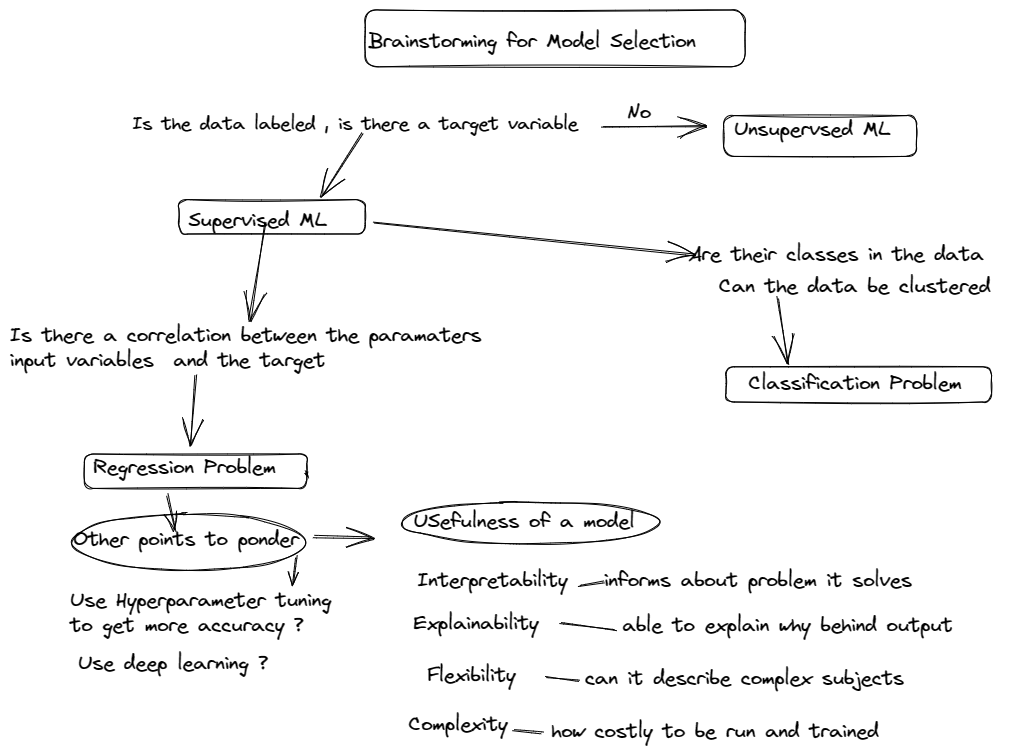 Brainstorming for Model Selection
Is the data labeled , is there a target variable
No
Unsupervsed ML
Supervised ML
Are their classes in the data
Can the data be clustered
Is there a correlation between the paramaters
input variables and the target
Classification Problem
Regression Problem
Other points to ponder
Usefulness of a model
Use Hyperparameter tuning
to get more accuracy ?
Use deep learning ?
Interpretability informs about problem it solves
Explainability able to explain why behind output
Flexibility can it describe complex subjects
Complexity how costly to be run and trained